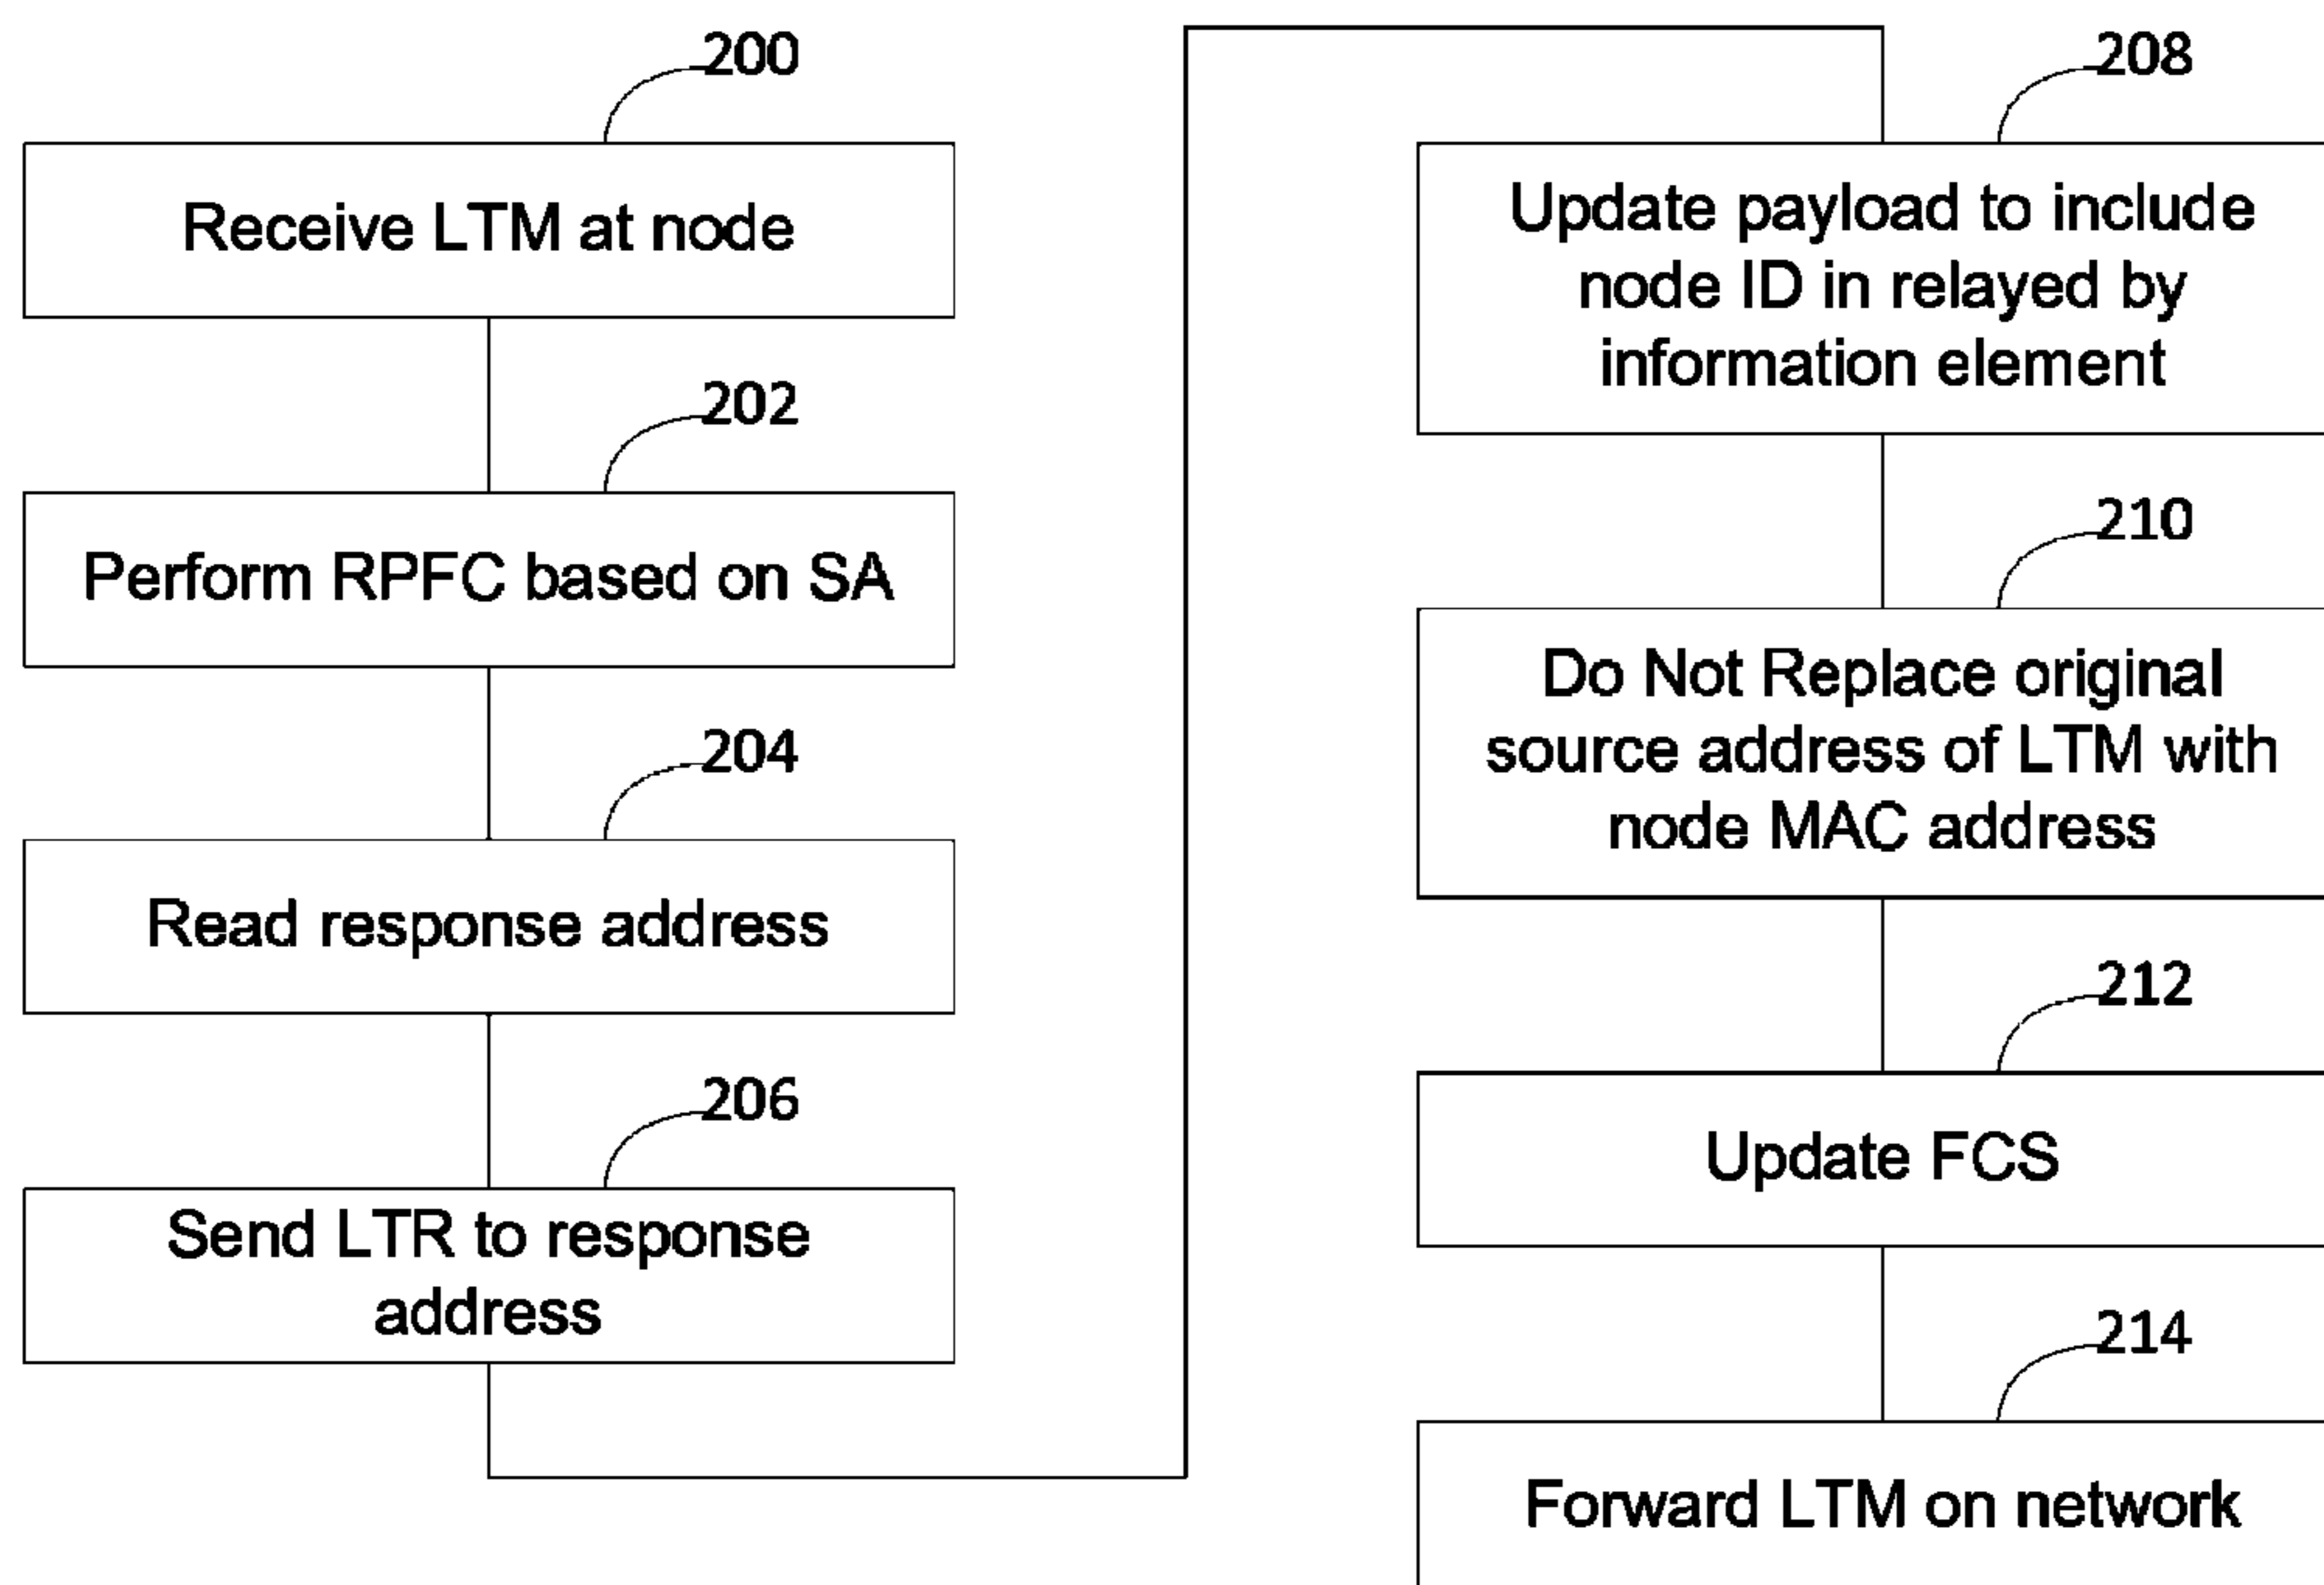 200
Receive LTM at node
202
Perform RPFC based on SA
204
Read response address
206
Send LTR to response
address
208
Update payload to include
node ID in relayed by
information element
210
Do Not Replace original
source address of LTM with
node MAC address
212
Update FCS
214
Forward LTM on network